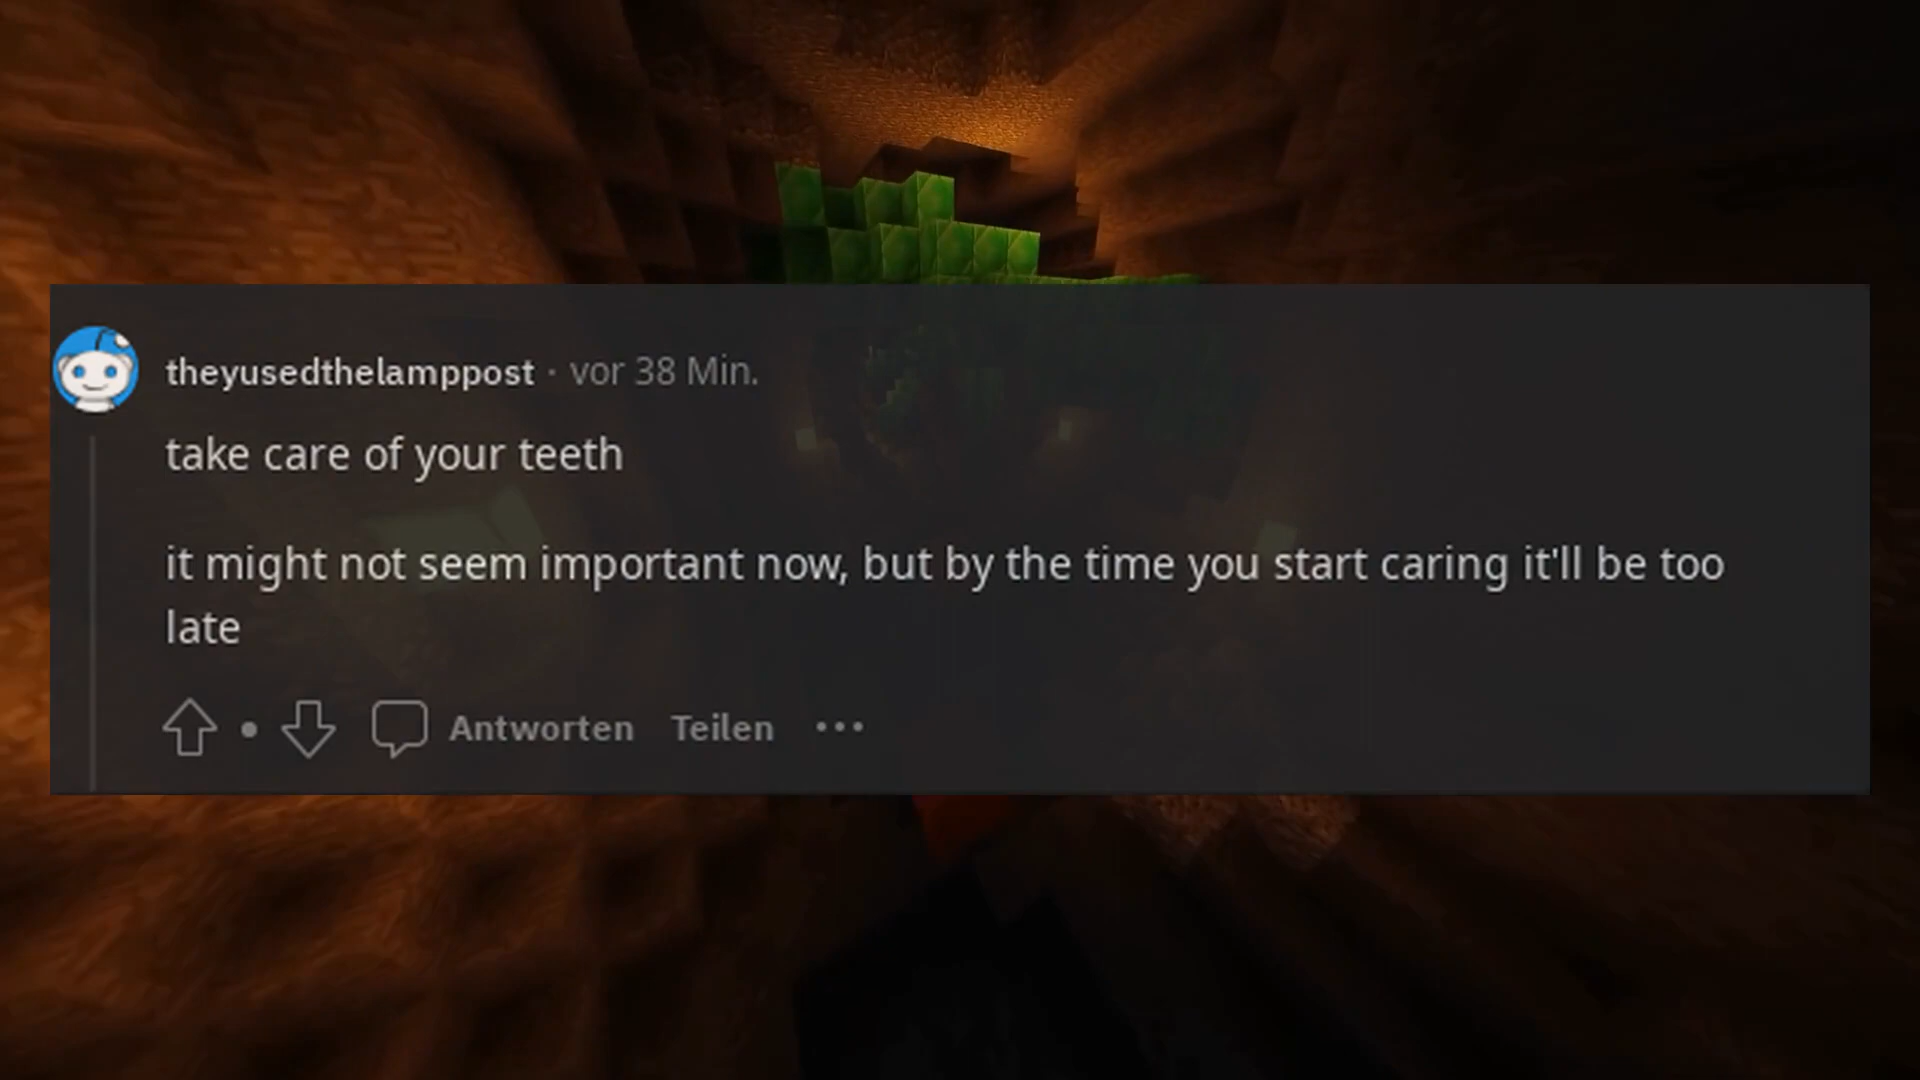 theyusedthelamppost · vor 38 Min.
take care of your teeth
it might not seem important now, but by the time you start caring it'll be too
late
• Antworten Teilen •••